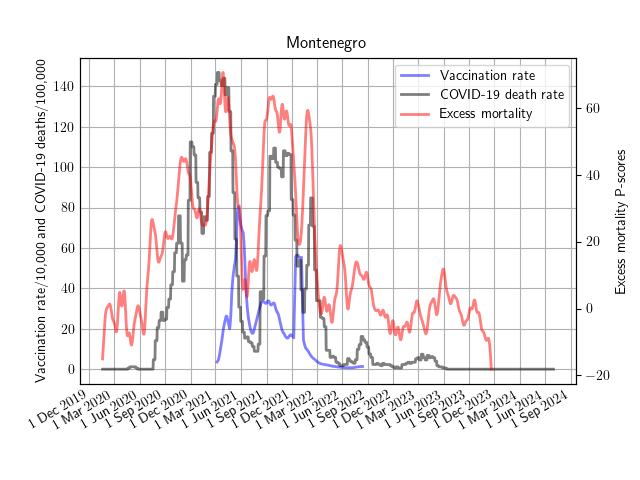 Montenegro
Vaccination rate/10,000 and COVID-19 deaths/100,000
140
120
100
80
60
40
20
0
Vaccination rate
COVID-19 death rate
Excess mortality
60
40
20
0
−20
Excess mortality P-scores
1 Dec 2019
1 Mar 2020
1 Jun 2020
1 Sep 2020
1 Dec 2020
1 Mar 2021
1 Jun 2021
1 Sep 2021
1 Dec 2021
1 Mar 2022
1 Jun 2022
1 Sep 2022
1 Dec 2022
1 Mar 2023
1 Jun 2023
1 Sep 2023
1 Dec 2023
1 Mar 2024
1 Jun 2024
1 Sep 2024